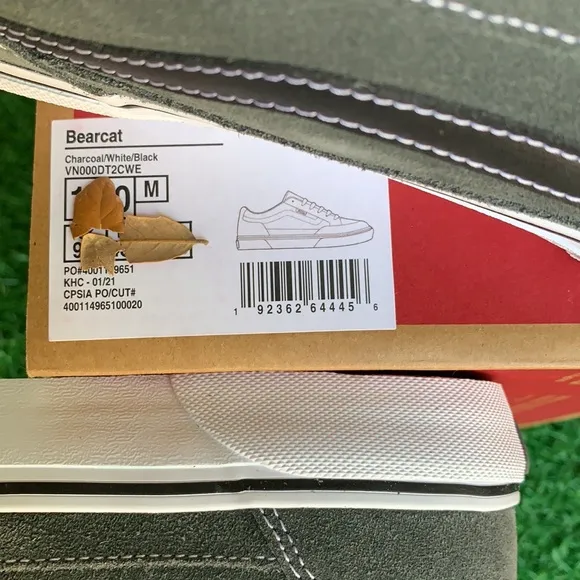 Bearcat
Charcoal/White/Black
VN000DT2CWE
M
KHC - 01/21
CPSIA PO/CUT#
400114965100020
1 92362 64445 6